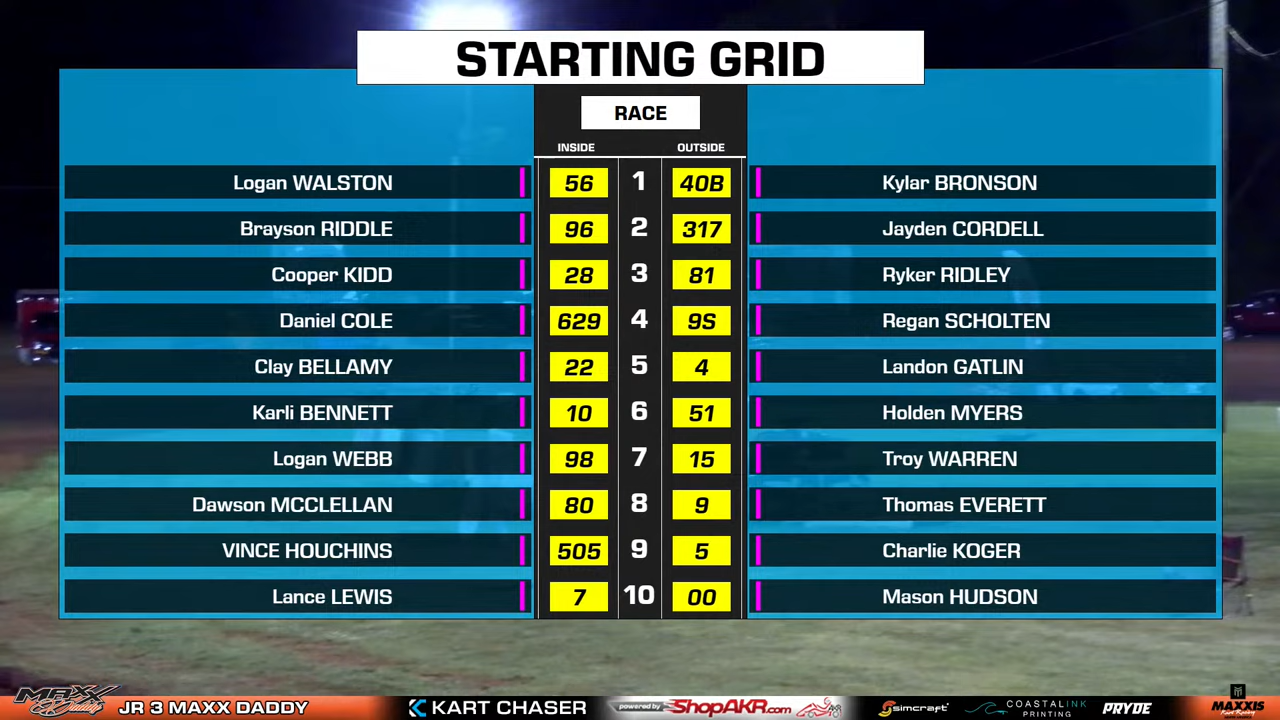 STARTING GRID
RACE
INSIDE OUTSIDE
Logan WALSTON 56 1 40B Kylar BRONSON
Brayson RIDDLE 96 2 317 Jayden CORDELL
Cooper KIDD 28 3 81 Ryker RIDLEY
Daniel COLE 629 4 9S Regan SCHOLTEN
Clay BELLAMY 22 5 4 Landon GATLIN
Karli BENNETT 10 6 51 Holden MYERS
Logan WEBB 98 7 15 Troy WARREN
Dawson MCCLELLAN 80 8 9 Thomas EVERETT
VINCE HOUCHINS 505 9 5 Charlie KOGER
Lance LEWIS 7 10 00 Mason HUDSON
MAXX Daddy JR 3 MAXX DADDY KART CHASER powered by ShopAKR.com simcraft COASTALINK PRINTING PRYDE MAXXIS